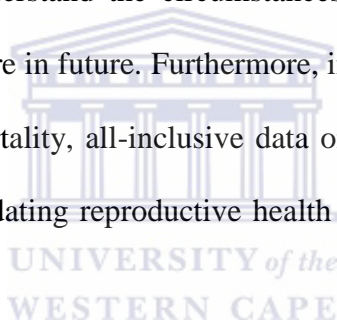 re in future. Furthermore, i
tality, all-inclusive data o
lating reproductive health
UNIVERSITY of the
WESTERN CAPE